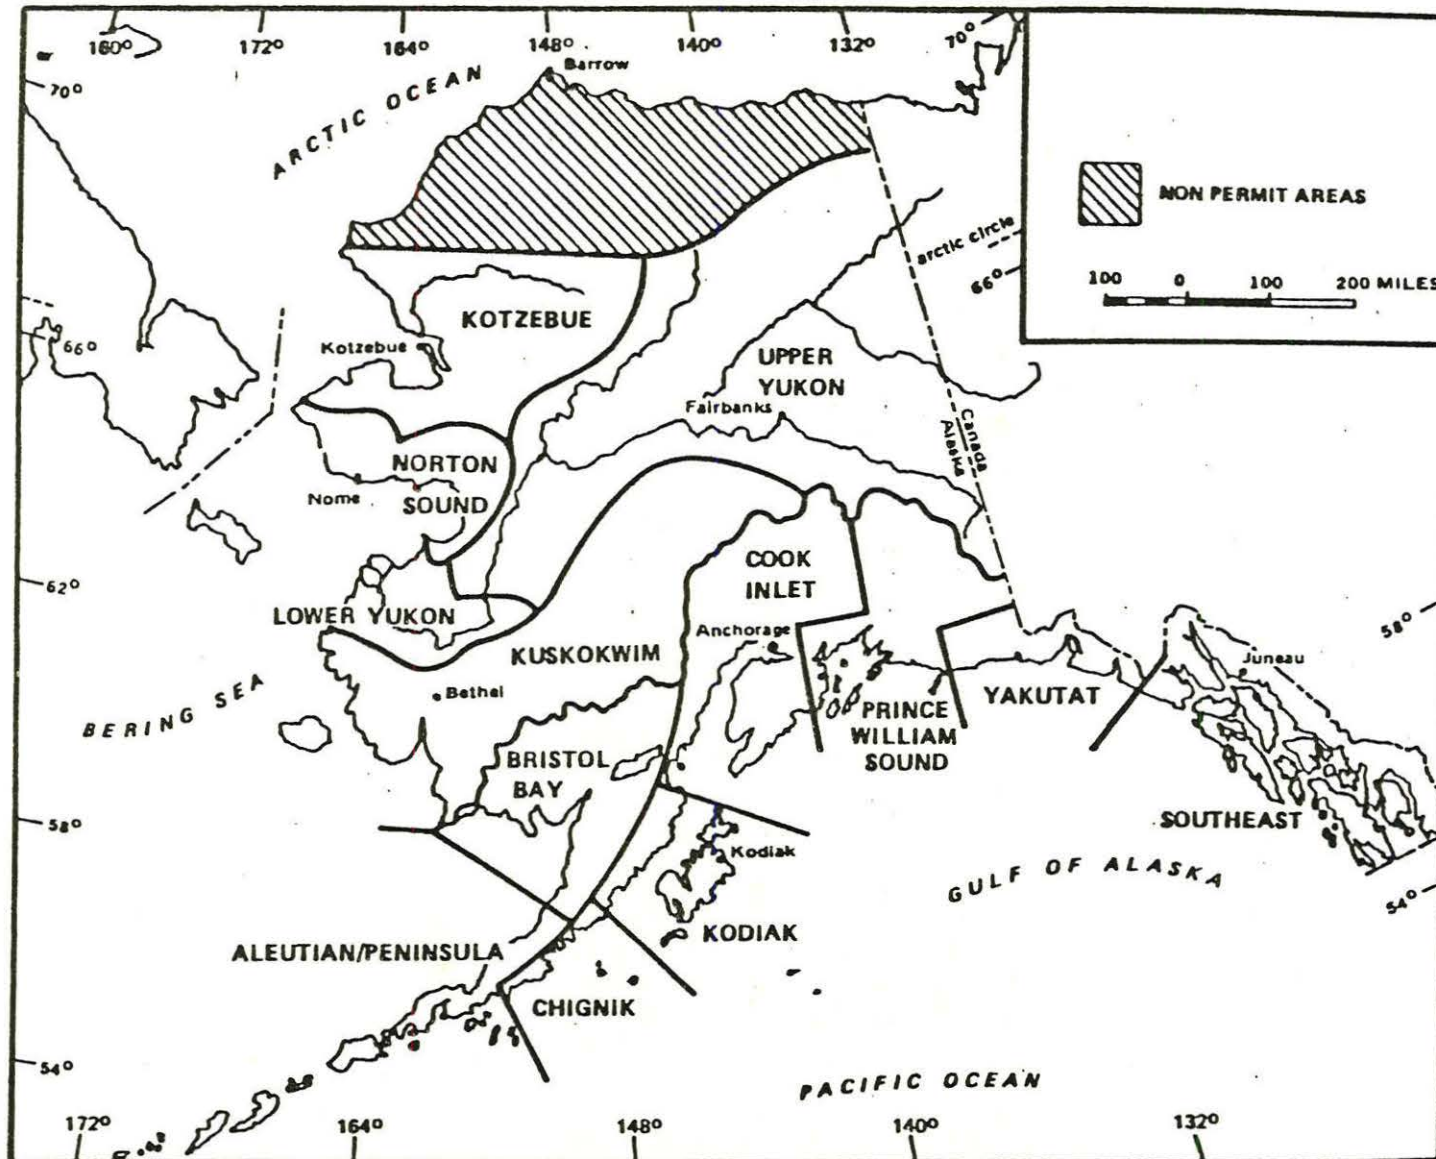 160° 172° 164° 148° 140° 132° 70°
Barrow
70°
ARCTIC OCEAN
NON PERMIT AREAS
arctic circle
66°
100 0 100 200 MILES
KOTZEBUE
Kotzebue
66°
UPPER
YUKON
Fairbanks
Canada
Alaska
NORTON
SOUND
Nome
COOK
INLET
62°
LOWER YUKON
Anchorage
58°
KUSKOKWIM
Bethel
Juneau
BERING SEA
YAKUTAT
PRINCE
WILLIAM
SOUND
BRISTOL
BAY
58°
SOUTHEAST
Kodiak
GULF OF ALASKA
54°
KODIAK
ALEUTIAN/PENINSULA
CHIGNIK
54°
PACIFIC OCEAN
172° 164° 148° 140° 132°